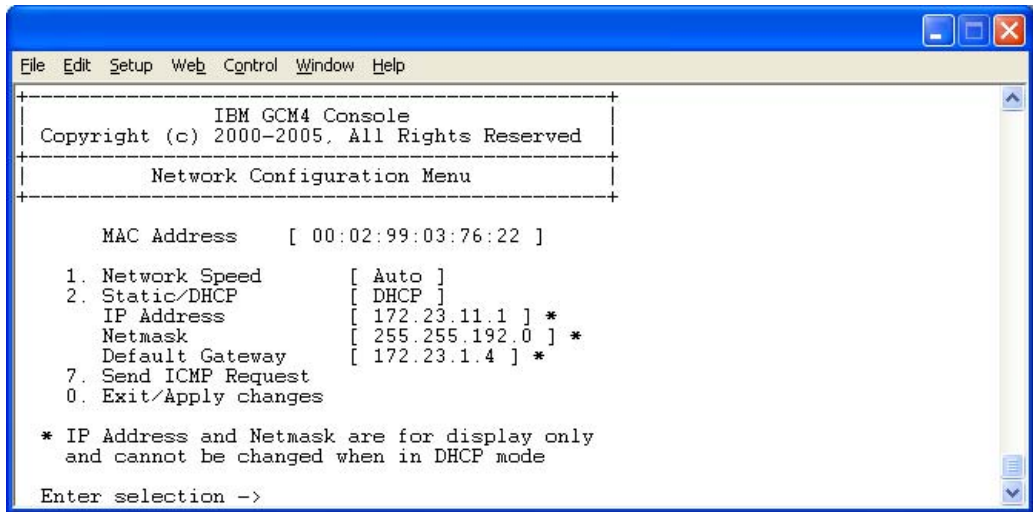 File Edit Setup Web Control Window Help
IBM GCM4 Console
Copyright (c) 2000-2005, All Rights Reserved
Network Configuration Menu
MAC Address [ 00:02:99:03:76:22 ]
1. Network Speed [ Auto ]
2. Static/DHCP [ DHCP ]
IP Address [ 172.23.11.1 ] *
Netmask [ 255.255.192.0 ] *
Default Gateway [ 172.23.1.4 ] *
7. Send ICMP Request
0. Exit/Apply changes
* IP Address and Netmask are for display only
and cannot be changed when in DHCP mode
Enter selection ->